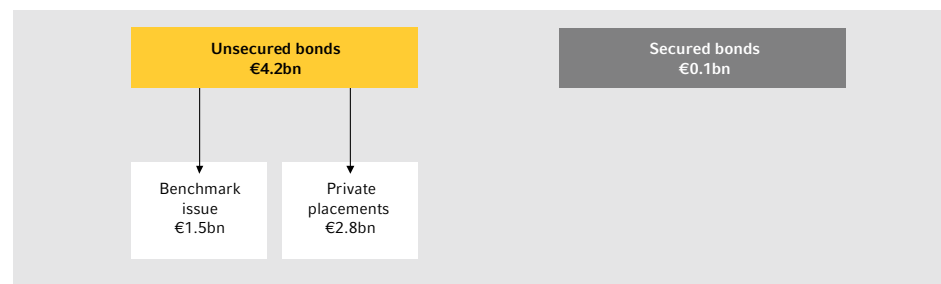 Unsecured bonds
€4.2bn
Secured bonds
€0.1bn
Benchmark
issue
€1.5bn
Private
placements
€2.8bn